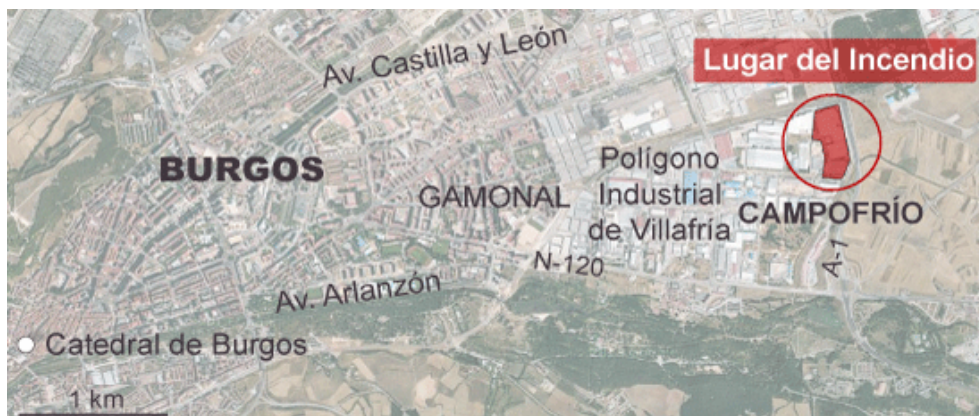 Av. Castilla y León
Lugar del Incendio
BURGOS
GAMONAL
Polígono
Industrial
de Villafría
CAMPOFRÍO
N-120
A-1
Av. Arlanzón
Catedral de Burgos
1 km